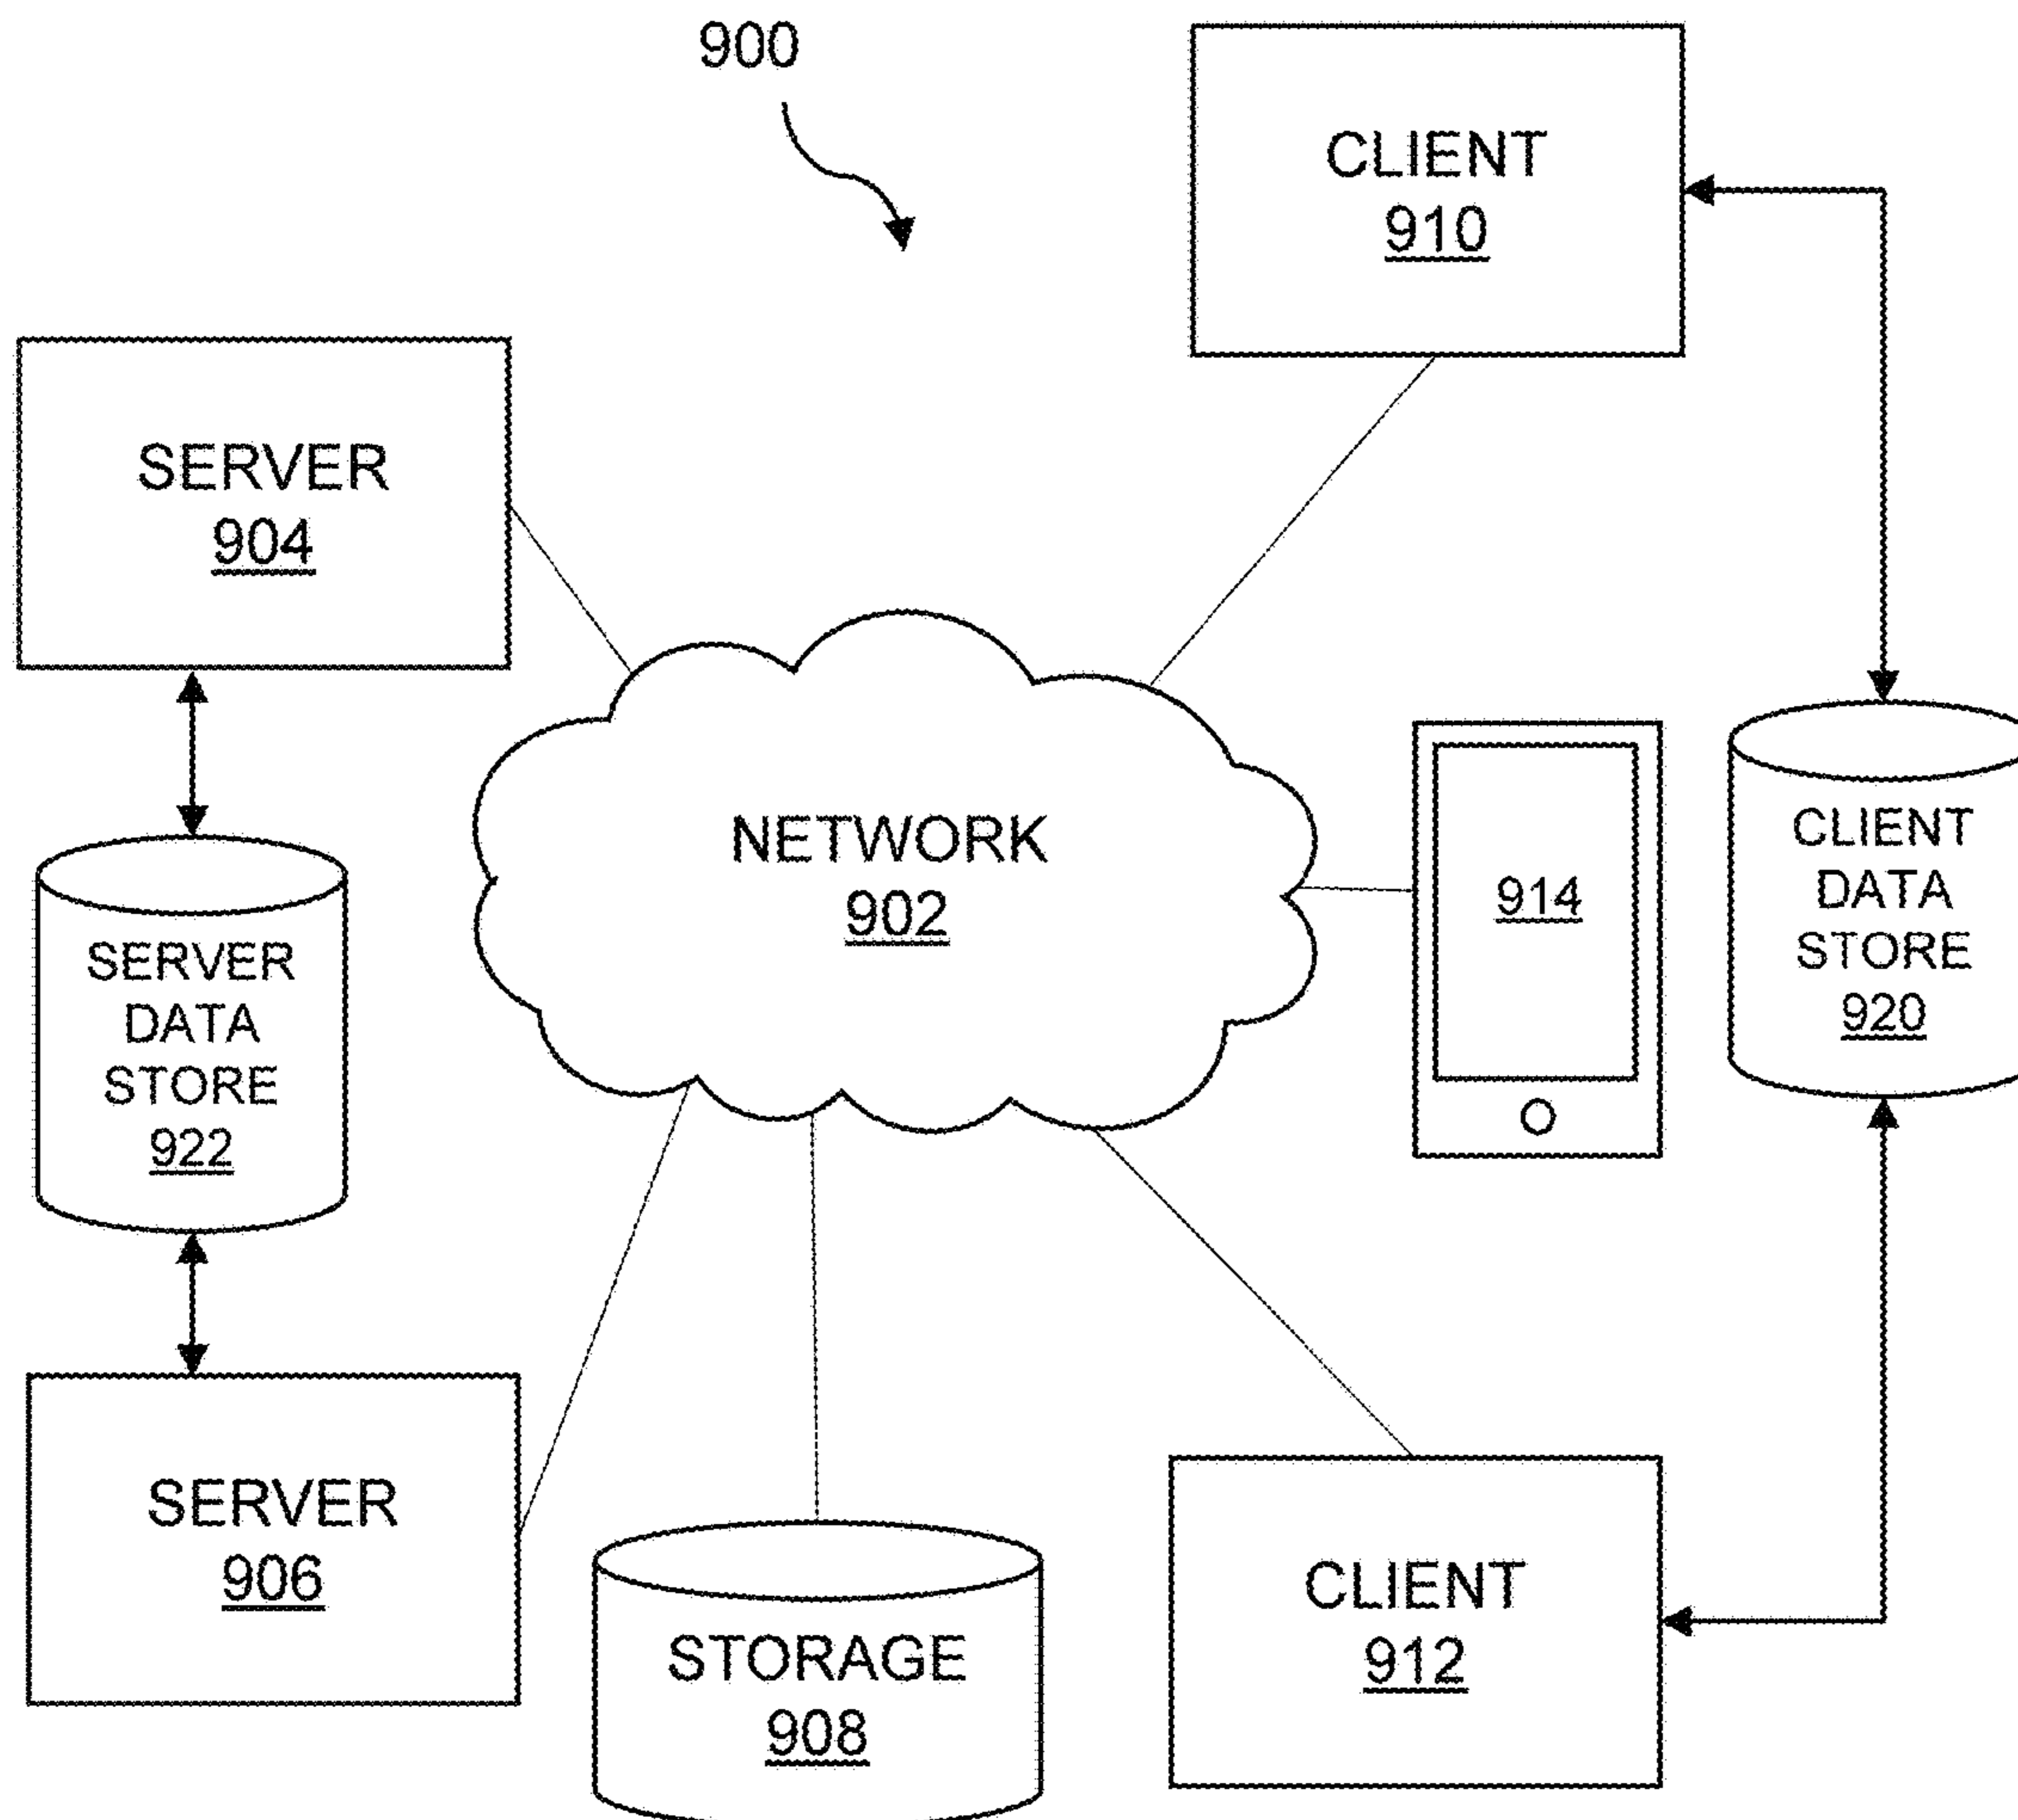 900
CLIENT
910
SERVER
904
NETWORK
902
914
CLIENT
DATA
STORE
920
SERVER
DATA
STORE
922
SERVER
906
STORAGE
908
CLIENT
912